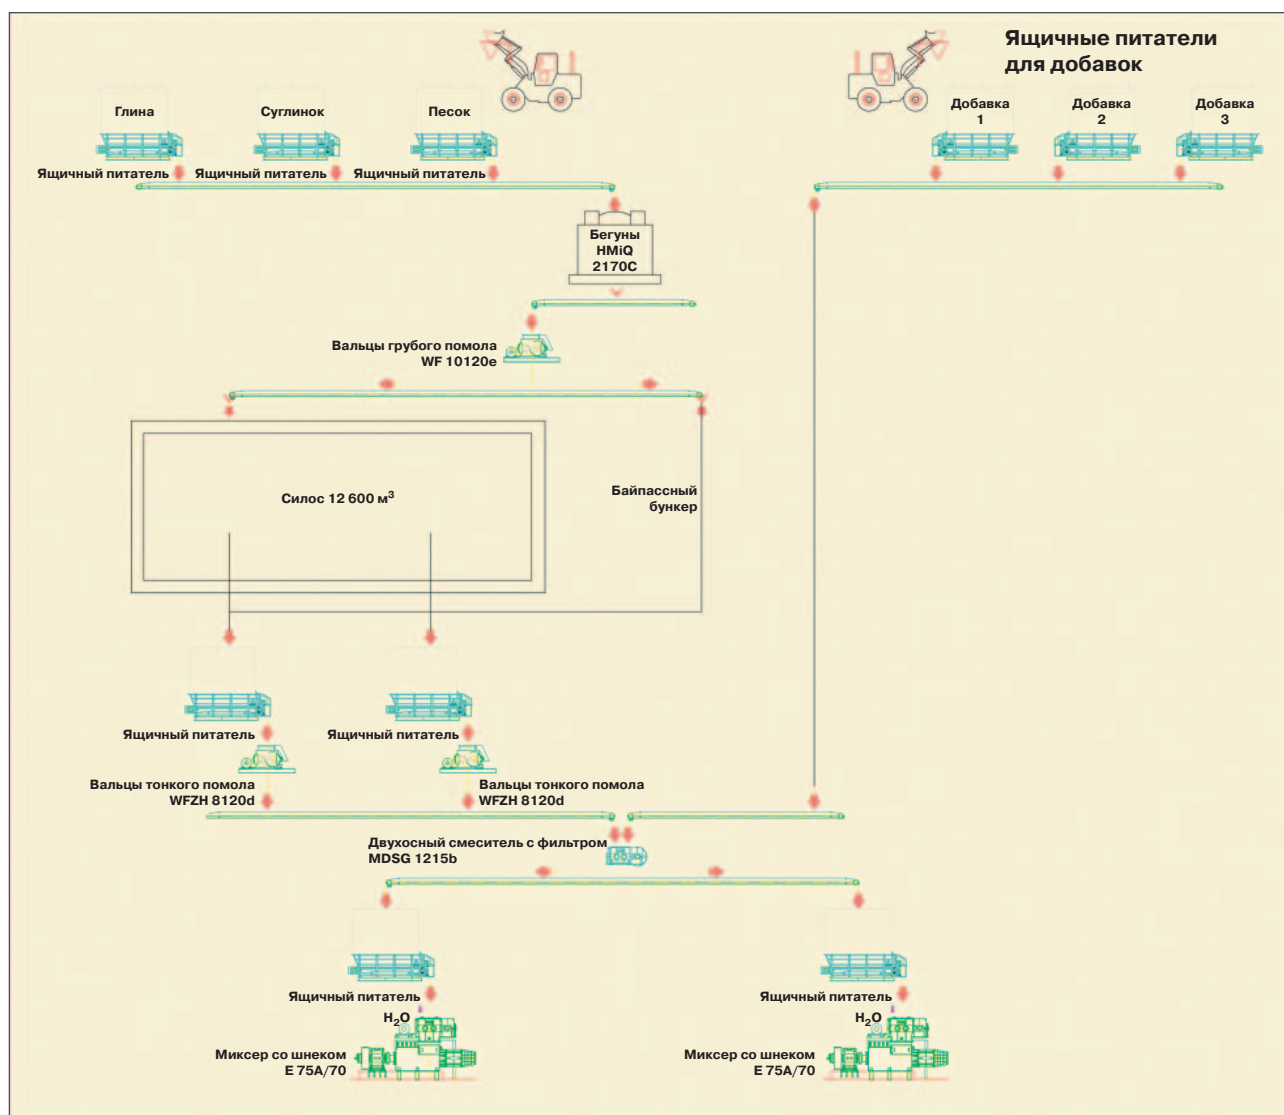 Ящичные питатели
для добавок
Глина
Суглинок
Песок
Добавка
1
Добавка
2
Добавка
3
Ящичный питатель
Ящичный питатель
Ящичный питатель
Бегуны
HMiQ
2170C
Вальцы грубого помола
WF 10120e
Силос 12 600 м³
Байпассный
бункер
Ящичный питатель
Ящичный питатель
Вальцы тонкого помола
WFZH 8120d
Вальцы тонкого помола
WFZH 8120d
Двухосный смеситель с фильтром
MDSG 1215b
Ящичный питатель
Ящичный питатель
H₂O
H₂O
Миксер со шнеком
E 75A/70
Миксер со шнеком
E 75A/70